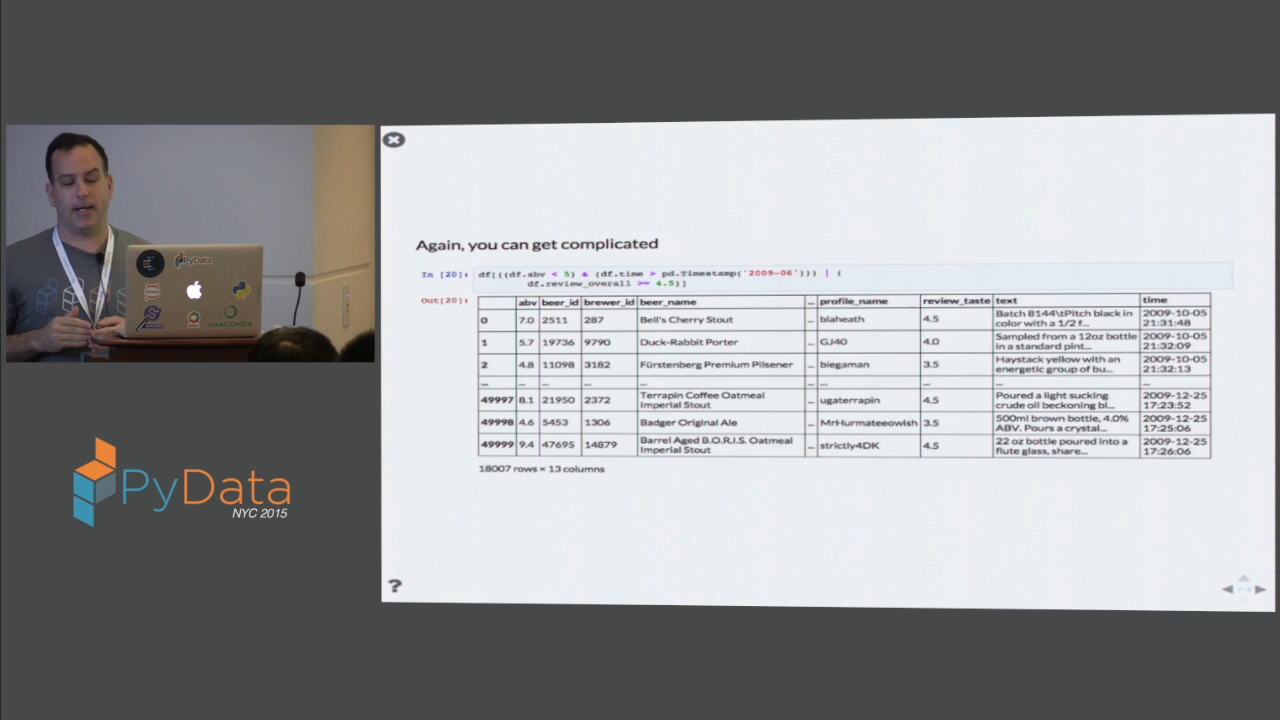 PyData
ANACONDA
PyData
NYC 2015
Again, you can get complicated
In [20]: df[((df.abv < 5) & (df.time > pd.Timestamp('2009-06'))) | (
df.review_overall >= 4.5)]
Out[20]:
abv beer_id brewer_id beer_name ... profile_name review_taste text time
0 7.0 2511 287 Bell's Cherry Stout ... blaheath 4.5 Batch 8144\tPitch black in color with a 1/2 f... 2009-10-05 21:31:48
1 5.7 19736 9790 Duck-Rabbit Porter ... GJ40 4.0 Sampled from a 12oz bottle in a standard pint... 2009-10-05 21:32:09
2 4.8 11098 3182 Fürstenberg Premium Pilsener ... biegaman 3.5 Haystack yellow with an energetic group of bu... 2009-10-05 21:32:13
... ... ... ... ... ... ... ... ... ...
49997 8.1 21950 2372 Terrapin Coffee Oatmeal Imperial Stout ... ugaterrapin 4.5 Poured a light sucking crude oil beckoning bl... 2009-12-25 17:23:52
49998 4.6 5453 1306 Badger Original Ale ... MrHurmateeowish 3.5 500ml brown bottle, 4.0% ABV. Pours a crystal... 2009-12-25 17:25:06
49999 9.4 47695 14879 Barrel Aged B.O.R.I.S. Oatmeal Imperial Stout ... strictly4DK 4.5 22 oz bottle poured into a flute glass, share... 2009-12-25 17:26:06
18007 rows × 13 columns
?